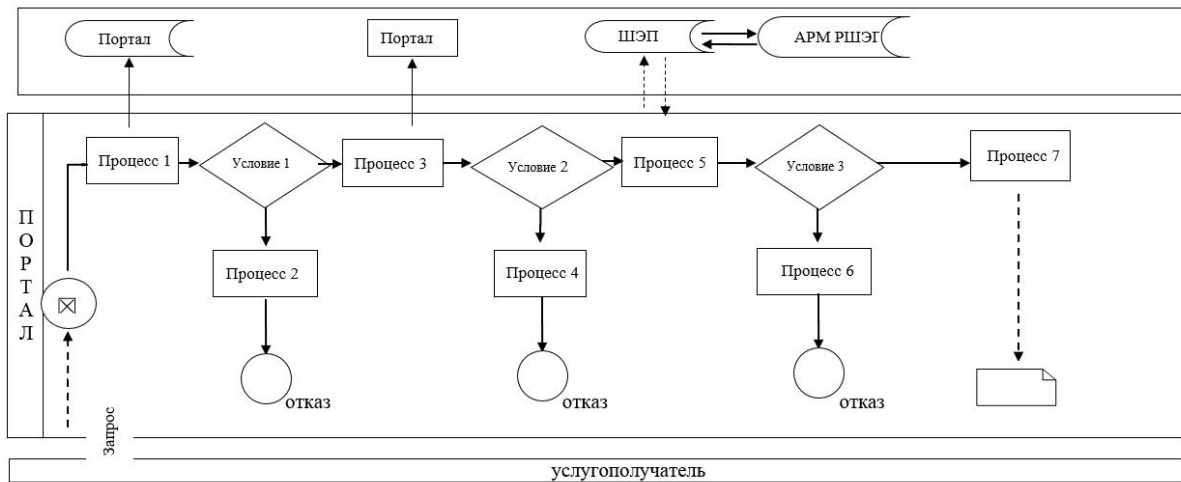 Портал
Портал
ШЭП
АРМ РШЭП
Процесс 1
Условие 1
Процесс 3
Условие 2
Процесс 5
Условие 3
Процесс 7
ПОРТАЛ
Процесс 2
Процесс 4
Процесс 6
отказ
отказ
отказ
Запрос
услугополучатель